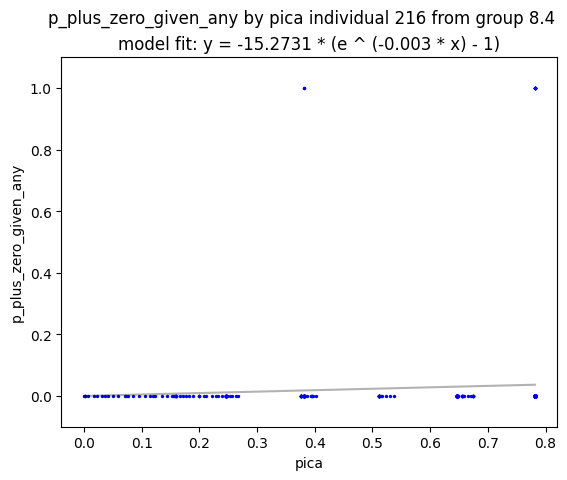 p_plus_zero_given_any by pica individual 216 from group 8.4
model fit: y = -15.2731 * (e ^ (-0.003 * x) - 1)
p_plus_zero_given_any
1.0
0.8
0.6
0.4
0.2
0.0
0.0 0.1 0.2 0.3 0.4 0.5 0.6 0.7 0.8
pica